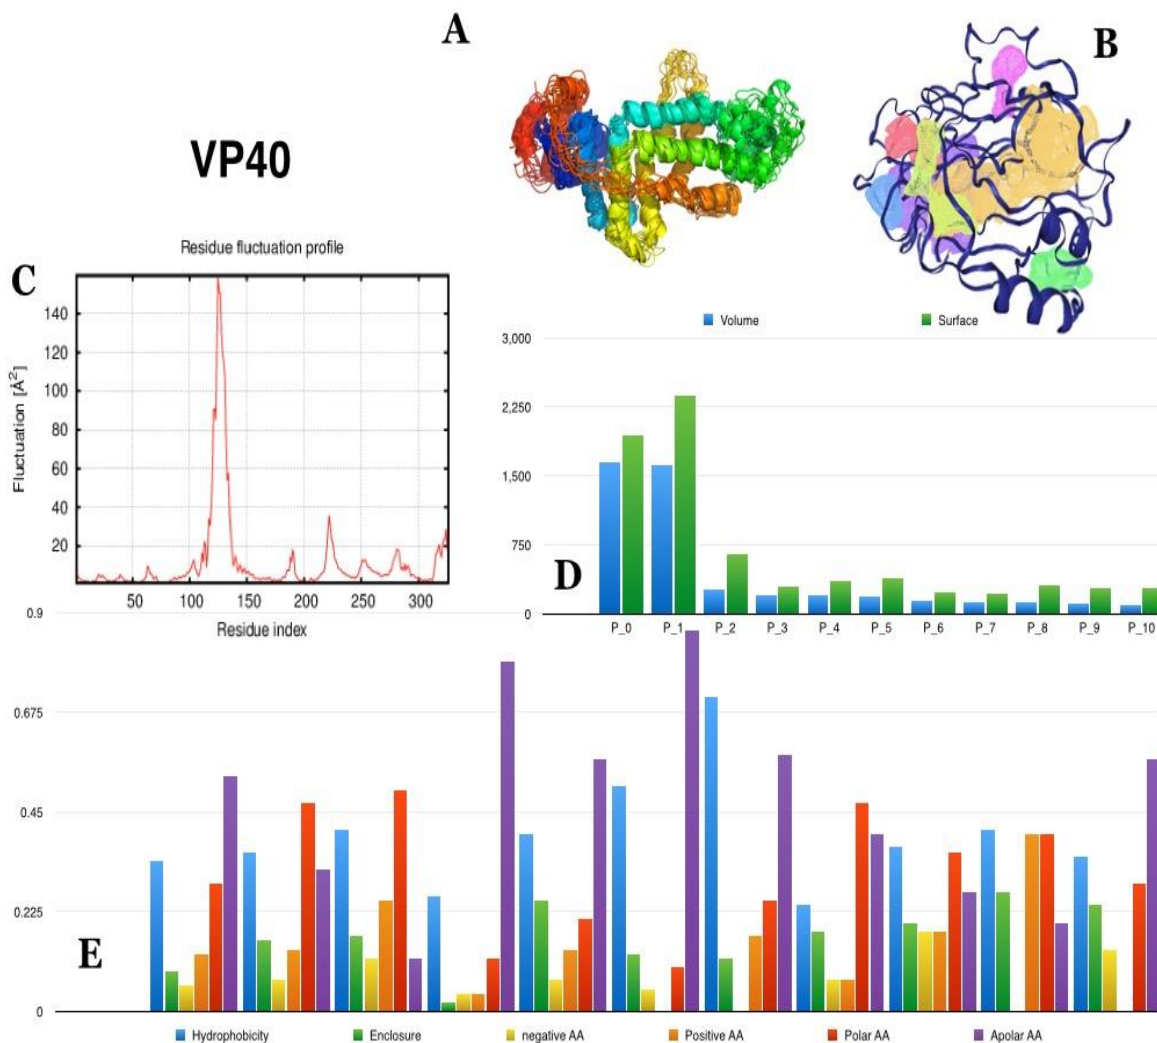 A
B
VP40
Residue fluctuation profile
C
Fluctuation [Å²]
140
120
100
80
60
40
20
50 100 150 200 250 300
Residue index
Volume Surface
3,000
2,250
1,500
750
0
D
P_0 P_1 P_2 P_3 P_4 P_5 P_6 P_7 P_8 P_9 P_10
0.9
0.675
0.45
0.225
0
E
Hydrophobicity Enclosure negative AA Positive AA Polar AA Apolar AA